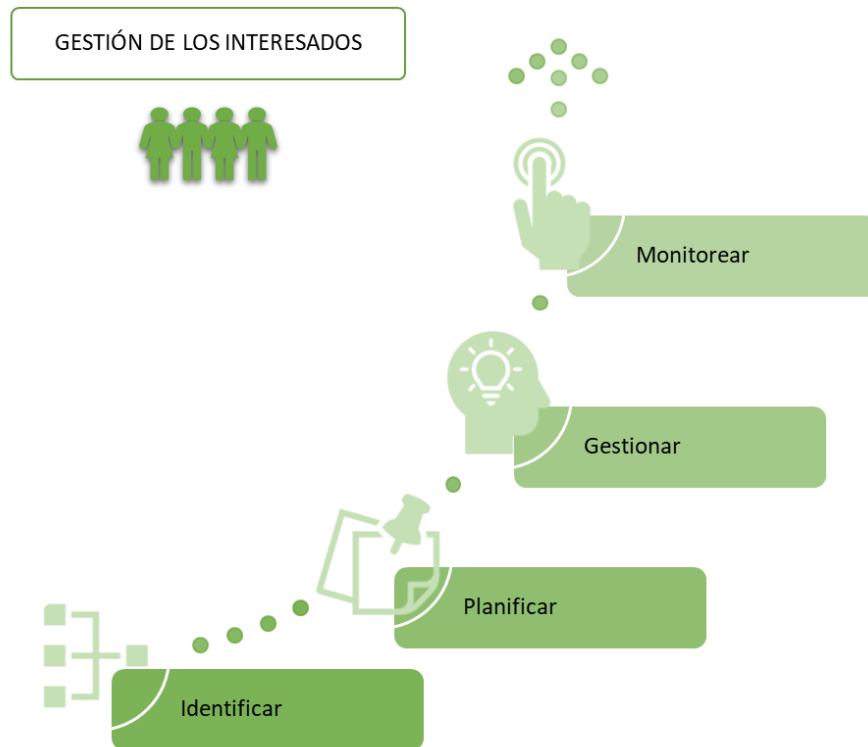 GESTIÓN DE LOS INTERESADOS
Monitorear
Gestionar
Planificar
Identificar